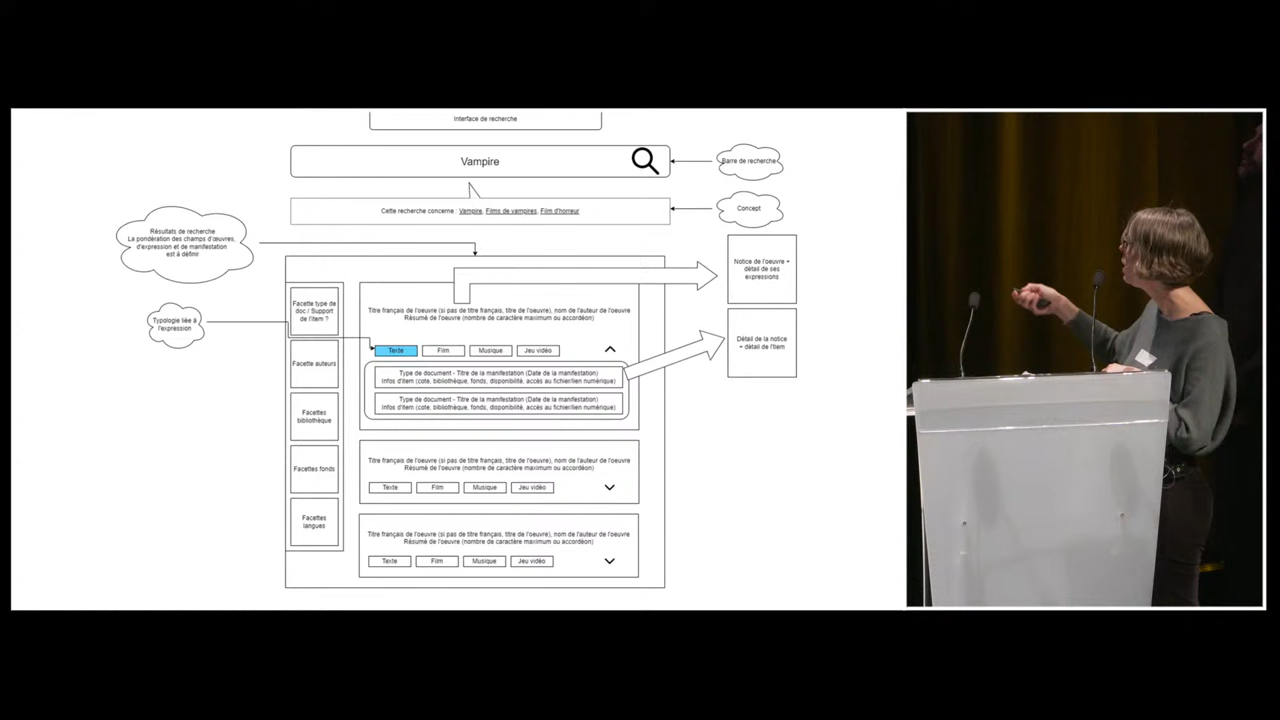 Interface de recherche
Vampire
Barre de recherche
Cette recherche concerne : Vampire, Films de vampires, Film d'horreur
Concept
Résultats de recherche
La pondération des champs d'œuvres,
d'expression et de manifestation
est à définir
Typologie liée à
l'expression
Facette type de
doc / Support
de l'item ?
Facette auteurs
Facettes
bibliothèque
Facettes fonds
Facettes
langues
Titre français de l'oeuvre (si pas de titre français, titre de l'oeuvre), nom de l'auteur de l'oeuvre
Résumé de l'oeuvre (nombre de caractère maximum ou accordéon)
Texte
Film
Musique
Jeu vidéo
Type de document - Titre de la manifestation (Date de la manifestation)
Infos d'item (cote, bibliothèque, fonds, disponibilité, accès au fichier/lien numérique)
Type de document - Titre de la manifestation (Date de la manifestation)
Infos d'item (cote, bibliothèque, fonds, disponibilité, accès au fichier/lien numérique)
Titre français de l'oeuvre (si pas de titre français, titre de l'oeuvre), nom de l'auteur de l'oeuvre
Résumé de l'oeuvre (nombre de caractère maximum ou accordéon)
Texte
Film
Musique
Jeu vidéo
Titre français de l'oeuvre (si pas de titre français, titre de l'oeuvre), nom de l'auteur de l'oeuvre
Résumé de l'oeuvre (nombre de caractère maximum ou accordéon)
Texte
Film
Musique
Jeu vidéo
Notice de l'oeuvre +
détail de ses
expressions
Détail de la notice
+ détail de l'item